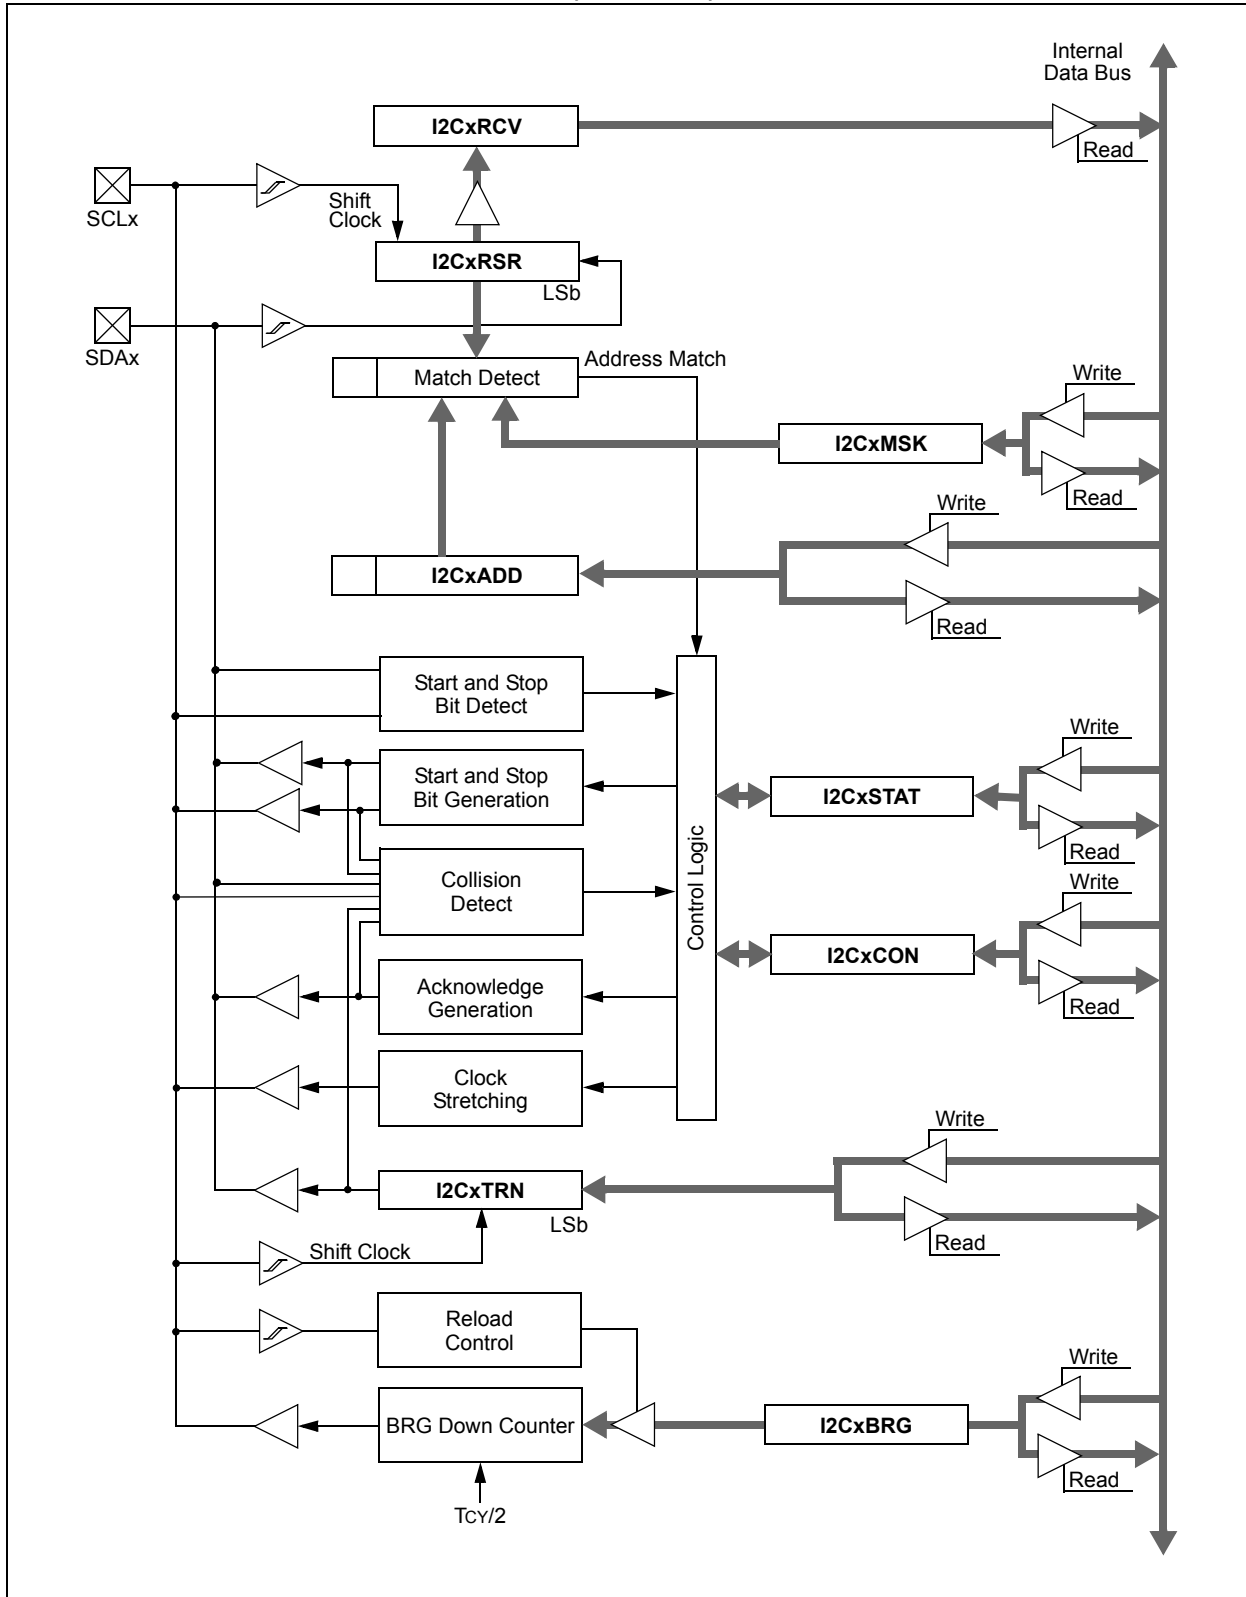 Internal
Data Bus
I2CxRCV
Read
SCLx
Shift
Clock
I2CxRSR
LSb
SDAx
Match Detect
Address Match
Write
I2CxMSK
Read
Write
I2CxADD
Read
Start and Stop
Bit Detect
Start and Stop
Bit Generation
Control Logic
Write
I2CxSTAT
Read
Collision
Detect
Write
I2CxCON
Read
Acknowledge
Generation
Clock
Stretching
Write
I2CxTRN
LSb
Read
Shift Clock
Reload
Control
Write
BRG Down Counter
I2CxBRG
Read
TCY/2